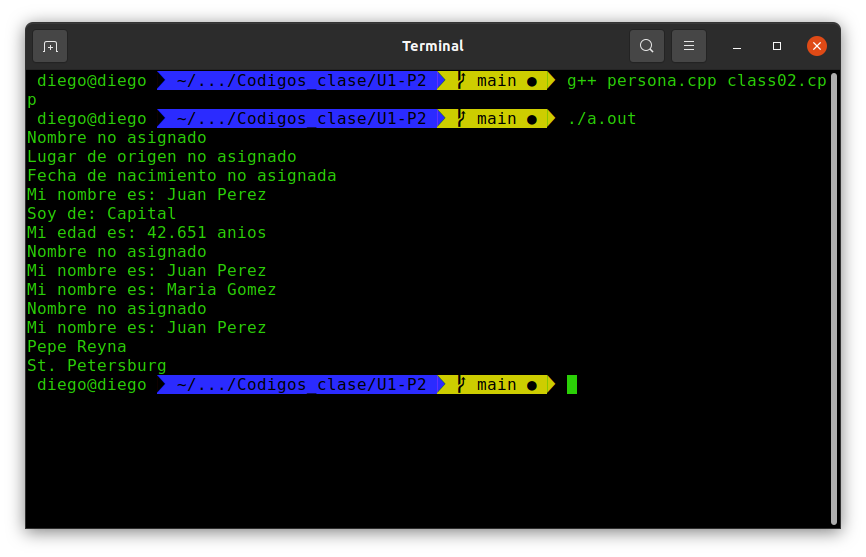 Terminal
diego@diego ~/.../Codigos_clase/U1-P2 main ● g++ persona.cpp class02.cp
p
diego@diego ~/.../Codigos_clase/U1-P2 main ● ./a.out
Nombre no asignado
Lugar de origen no asignado
Fecha de nacimiento no asignada
Mi nombre es: Juan Perez
Soy de: Capital
Mi edad es: 42.651 anios
Nombre no asignado
Mi nombre es: Juan Perez
Mi nombre es: Maria Gomez
Nombre no asignado
Mi nombre es: Juan Perez
Pepe Reyna
St. Petersburg
diego@diego ~/.../Codigos_clase/U1-P2 main ●